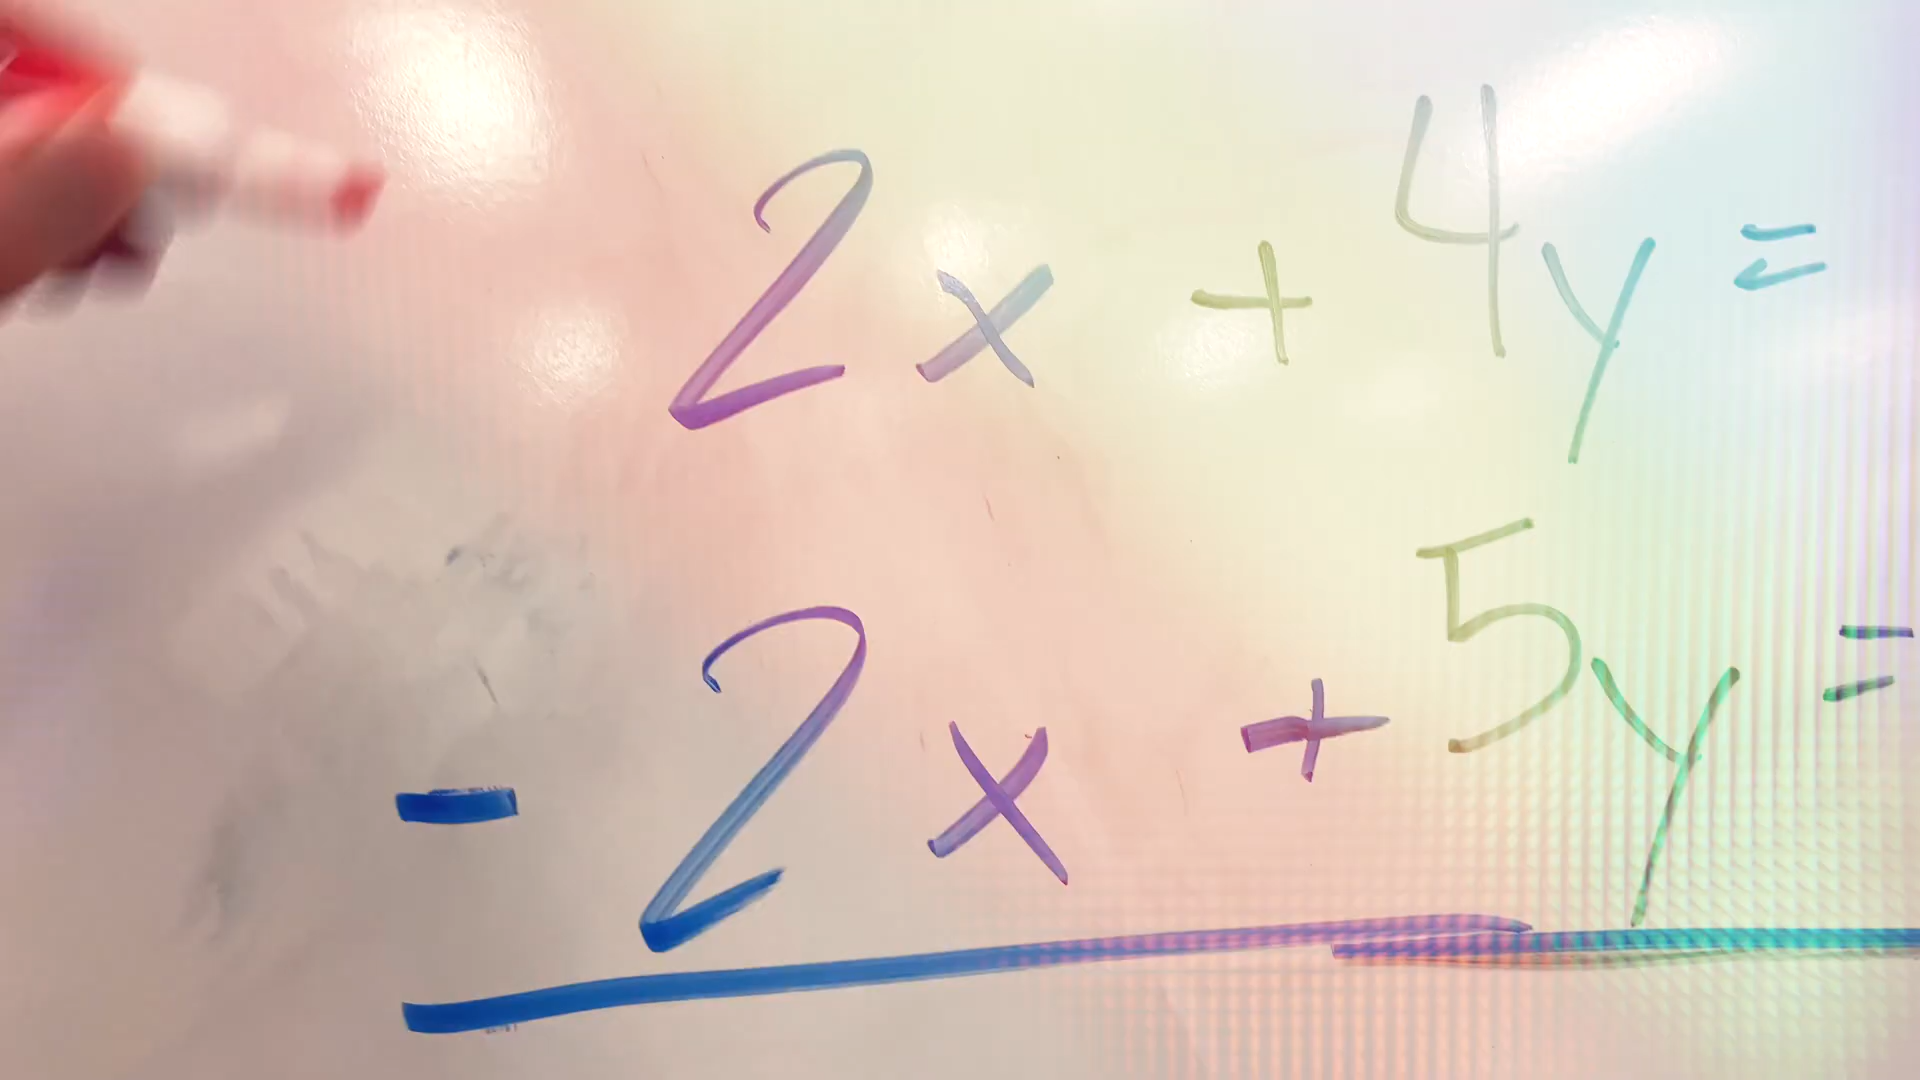 2x + 4y =
- 2x + 5y =